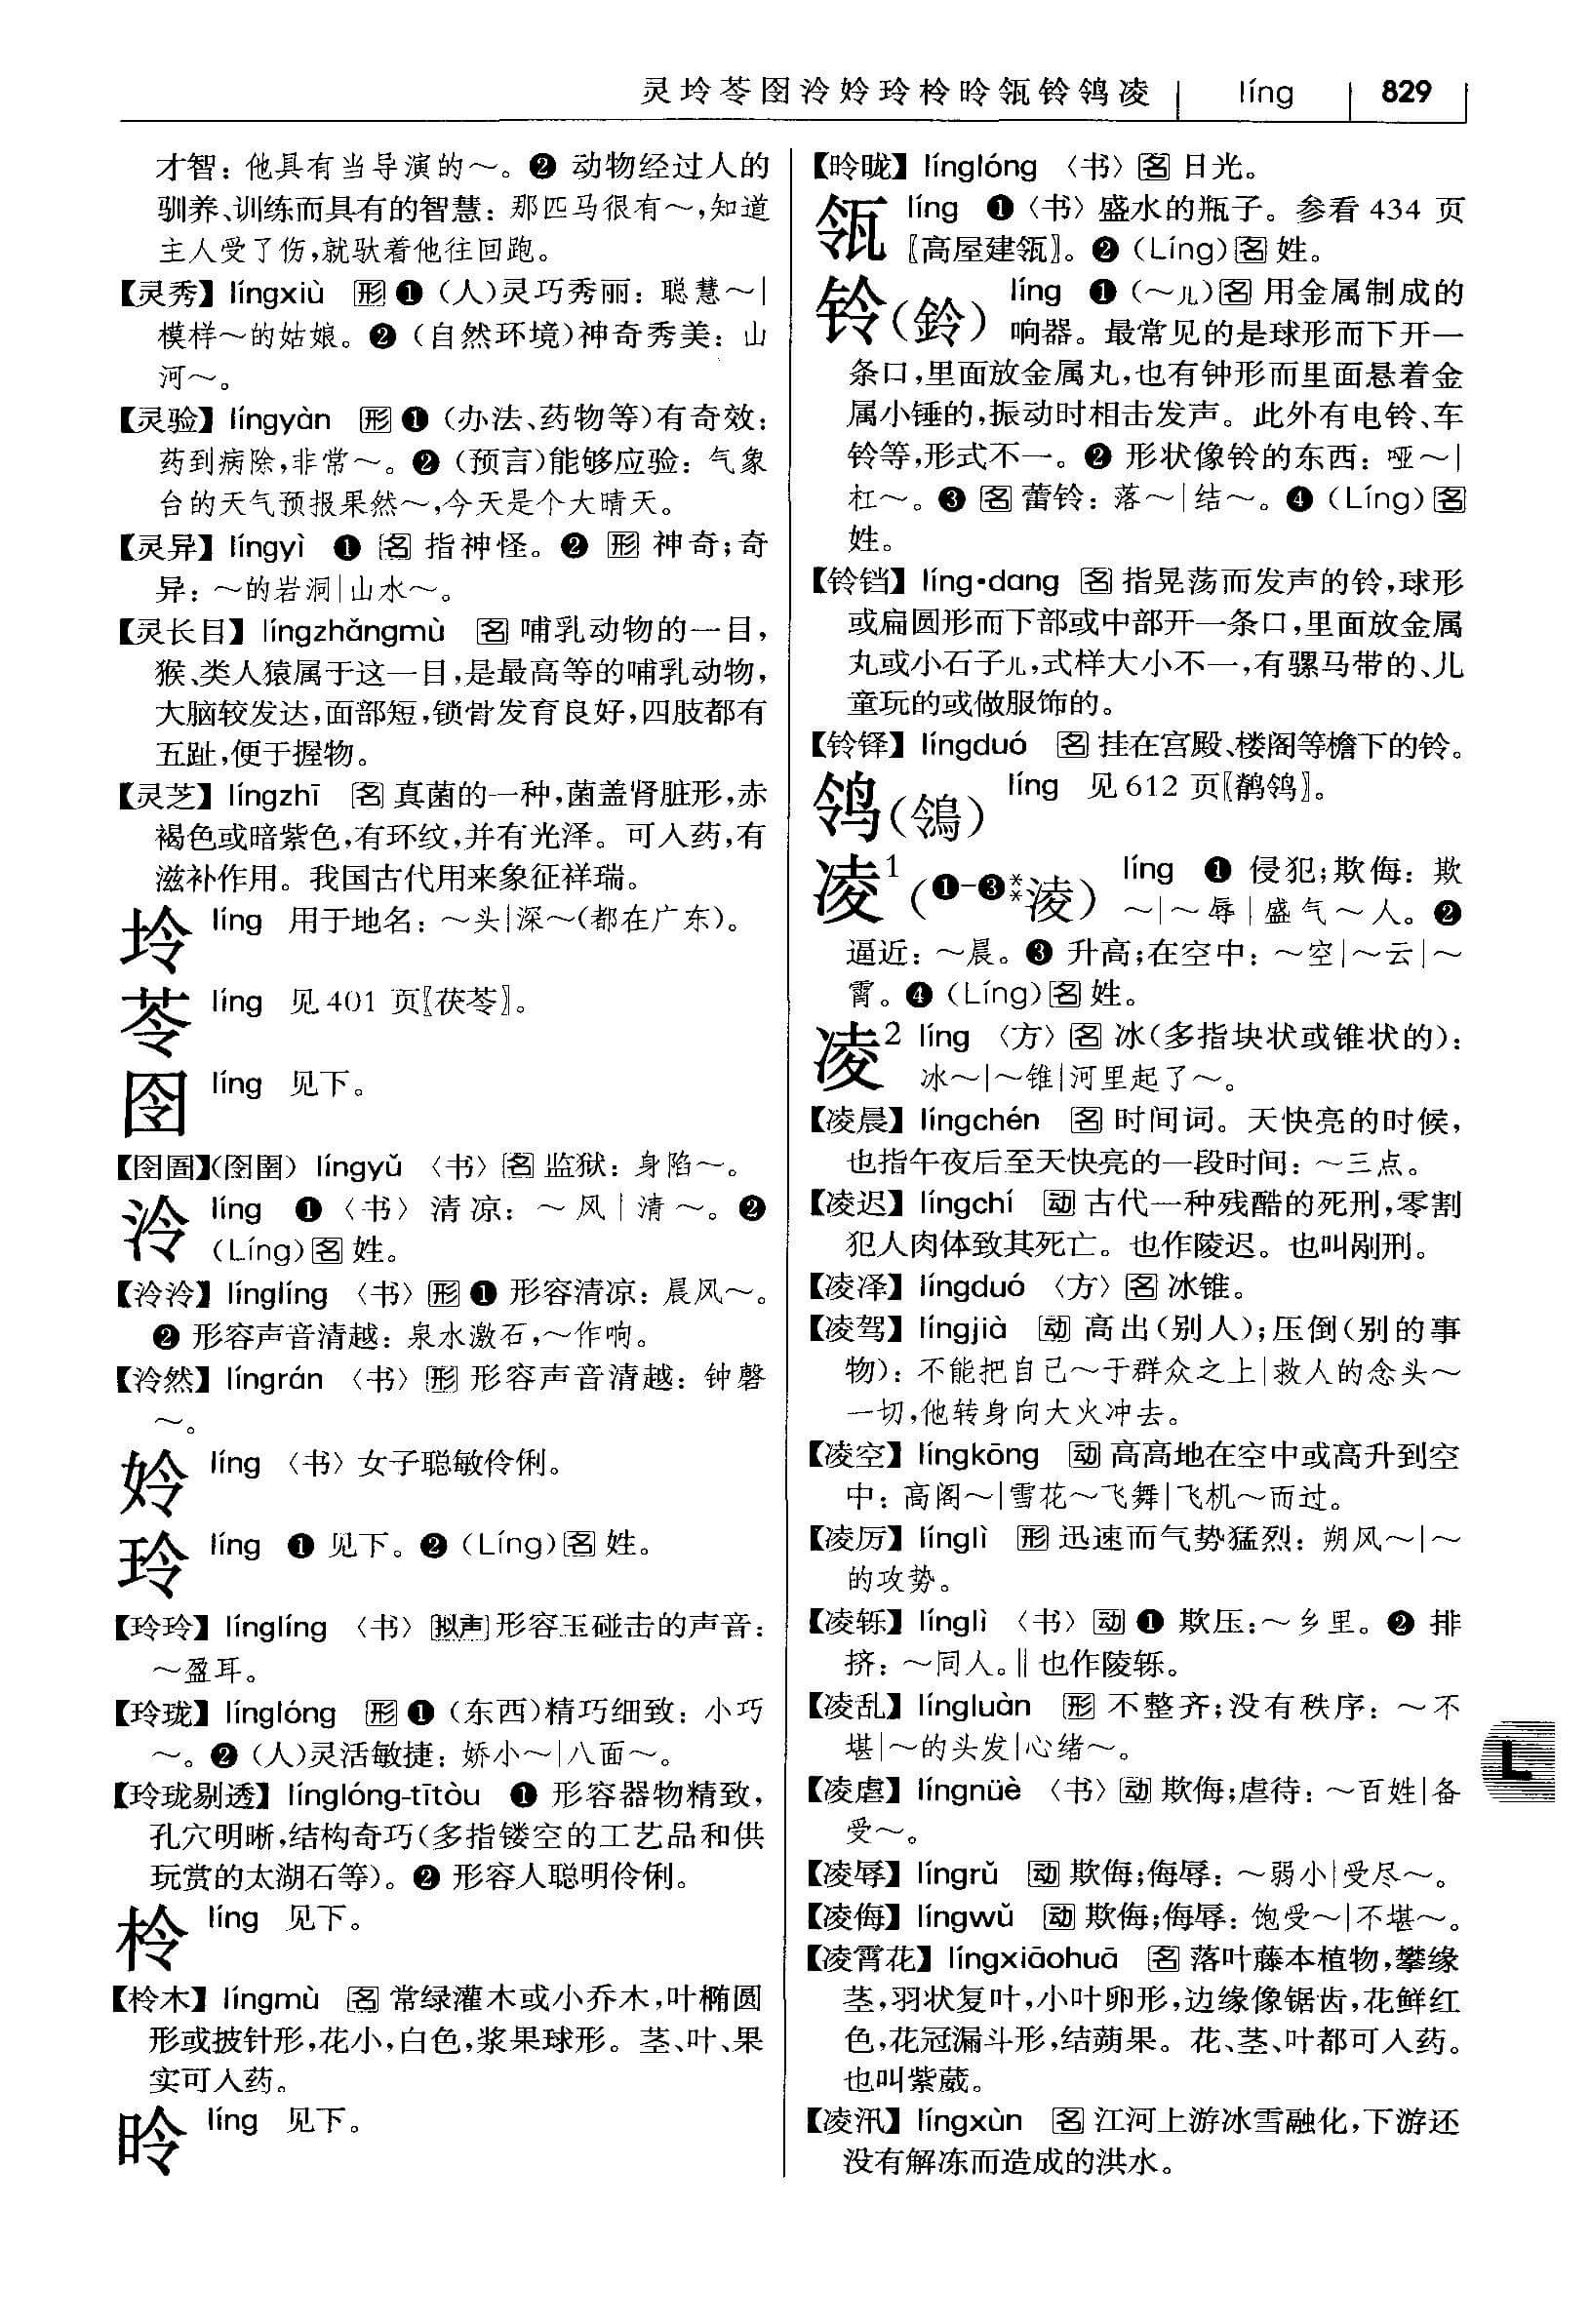 灵坽苓囹泠姈玲柃昤瓴铃鸰凌 líng 829
才智：他具有当导演的～。❷ 动物经过人的
驯养、训练而具有的智慧：那匹马很有～，知道
主人受了伤，就驮着他往回跑。
【灵秀】língxiù 形 ❶（人）灵巧秀丽：聪慧～|
模样～的姑娘。❷（自然环境）神奇秀美：山
河～。
【灵验】língyàn 形 ❶（办法、药物等）有奇效：
药到病除，非常～。❷（预言）能够应验：气象
台的天气预报果然～，今天是个大晴天。
【灵异】língyì ❶ 名 指神怪。❷ 形 神奇；奇
异：～的岩洞|山水～。
【灵长目】língzhǎngmù 名 哺乳动物的一目，
猴、类人猿属于这一目，是最高等的哺乳动物，
大脑较发达，面部短，锁骨发育良好，四肢都有
五趾，便于握物。
【灵芝】língzhī 名 真菌的一种，菌盖肾脏形，赤
褐色或暗紫色，有环纹，并有光泽。可入药，有
滋补作用。我国古代用来象征祥瑞。
坽 líng 用于地名：～头|深～（都在广东）。
苓 líng 见 401 页〖茯苓〗。
囹 líng 见下。
【囹圄】（囹圉）língyǔ〈书〉名 监狱：身陷～。
泠 líng ❶〈书〉清凉：～风|清～。❷
（Líng）名 姓。
【泠泠】línglíng〈书〉形 ❶ 形容清凉：晨风～。
❷ 形容声音清越：泉水激石，～作响。
【泠然】língrán〈书〉形 形容声音清越：钟磬
～。
姈 líng〈书〉女子聪敏伶俐。
玲 líng ❶ 见下。❷（Líng）名 姓。
【玲玲】línglíng〈书〉拟声 形容玉碰击的声音：
～盈耳。
【玲珑】línglóng 形 ❶（东西）精巧细致：小巧
～。❷（人）灵活敏捷：娇小～|八面～。
【玲珑剔透】línglóng-tītòu ❶ 形容器物精致，
孔穴明晰，结构奇巧（多指镂空的工艺品和供
玩赏的太湖石等）。❷ 形容人聪明伶俐。
柃 líng 见下。
【柃木】língmù 名 常绿灌木或小乔木，叶椭圆
形或披针形，花小，白色，浆果球形。茎、叶、果
实可入药。
昤 líng 见下。
【昤昽】línglóng〈书〉名 日光。
瓴 líng ❶〈书〉盛水的瓶子。参看 434 页
〖高屋建瓴〗。❷（Líng）名 姓。
铃（鈴）líng ❶（～儿）名 用金属制成的
响器。最常见的是球形而下开一
条口，里面放金属丸，也有钟形而里面悬着金
属小锤的，振动时相击发声。此外有电铃、车
铃等，形式不一。❷ 形状像铃的东西：哑～|
杠～。❸ 名 蕾铃：落～|结～。❹（Líng）名
姓。
【铃铛】líng·dang 名 指晃荡而发声的铃，球形
或扁圆形而下部或中部开一条口，里面放金属
丸或小石子儿，式样大小不一，有骡马带的、儿
童玩的或做服饰的。
【铃铎】língduó 名 挂在宫殿、楼阁等檐下的铃。
鸰（鴒）líng 见 612 页〖鹡鸰〗。
凌1（❶-❸**淩）líng ❶ 侵犯；欺侮：欺
～|～辱|盛气～人。❷
逼近：～晨。❸ 升高；在空中：～空|～云|～
霄。❹（Líng）名 姓。
凌2 líng〈方〉名 冰（多指块状或锥状的）：
冰～|～锥|河里起了～。
【凌晨】língchén 名 时间词。天快亮的时候，
也指午夜后至天快亮的一段时间：～三点。
【凌迟】língchí 动 古代一种残酷的死刑，零割
犯人肉体致其死亡。也作陵迟。也叫剐刑。
【凌泽】língduó〈方〉名 冰锥。
【凌驾】língjià 动 高出（别人）；压倒（别的事
物）：不能把自己～于群众之上|救人的念头～
一切，他转身向大火冲去。
【凌空】língkōng 动 高高地在空中或高升到空
中：高阁～|雪花～飞舞|飞机～而过。
【凌厉】línglì 形 迅速而气势猛烈：朔风～|～
的攻势。
【凌轹】línglì〈书〉动 ❶ 欺压：～乡里。❷ 排
挤：～同人。‖也作陵轹。
【凌乱】língluàn 形 不整齐；没有秩序：～不
堪|～的头发|心绪～。
【凌虐】língnüè〈书〉动 欺侮；虐待：～百姓|备
受～。
【凌辱】língrǔ 动 欺侮；侮辱：～弱小|受尽～。
【凌侮】língwǔ 动 欺侮；侮辱：饱受～|不堪～。
【凌霄花】língxiāohuā 名 落叶藤本植物，攀缘
茎，羽状复叶，小叶卵形，边缘像锯齿，花鲜红
色，花冠漏斗形，结蒴果。花、茎、叶都可入药。
也叫紫葳。
【凌汛】língxùn 名 江河上游冰雪融化，下游还
没有解冻而造成的洪水。
L